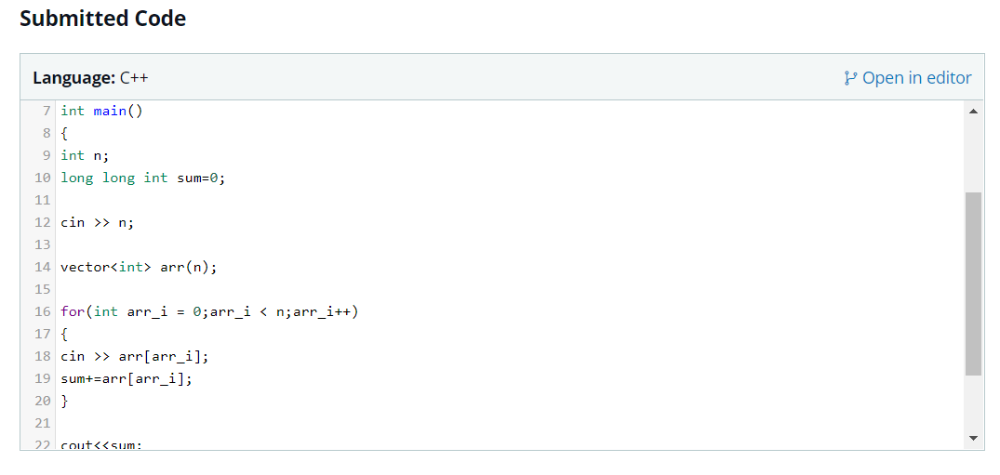 Submitted Code
Language: C++
Open in editor
7 int main()
8 {
9 int n;
10 long long int sum=0;
11
12 cin >> n;
13
14 vector<int> arr(n);
15
16 for(int arr_i = 0;arr_i < n;arr_i++)
17 {
18 cin >> arr[arr_i];
19 sum+=arr[arr_i];
20 }
21
22 cout<<sum;